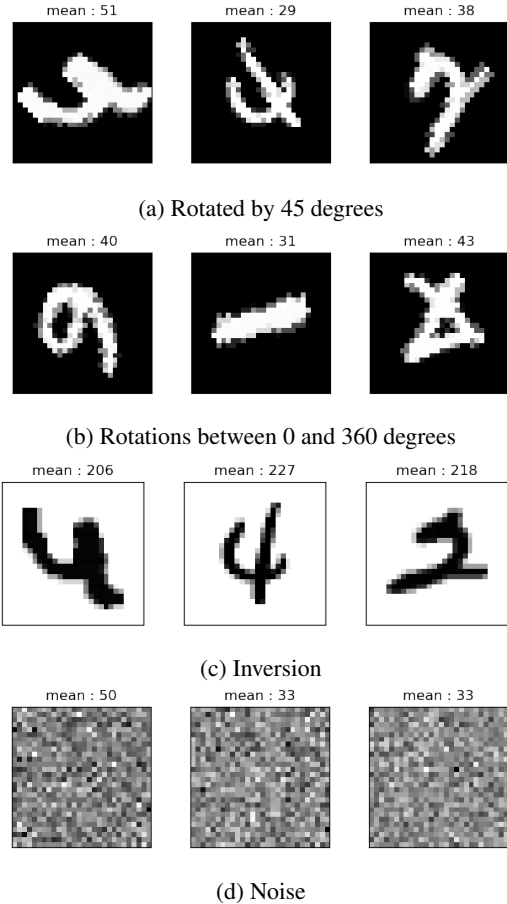 mean : 51 mean : 29 mean : 38
(a) Rotated by 45 degrees
mean : 40 mean : 31 mean : 43
(b) Rotations between 0 and 360 degrees
mean : 206 mean : 227 mean : 218
(c) Inversion
mean : 50 mean : 33 mean : 33
(d) Noise